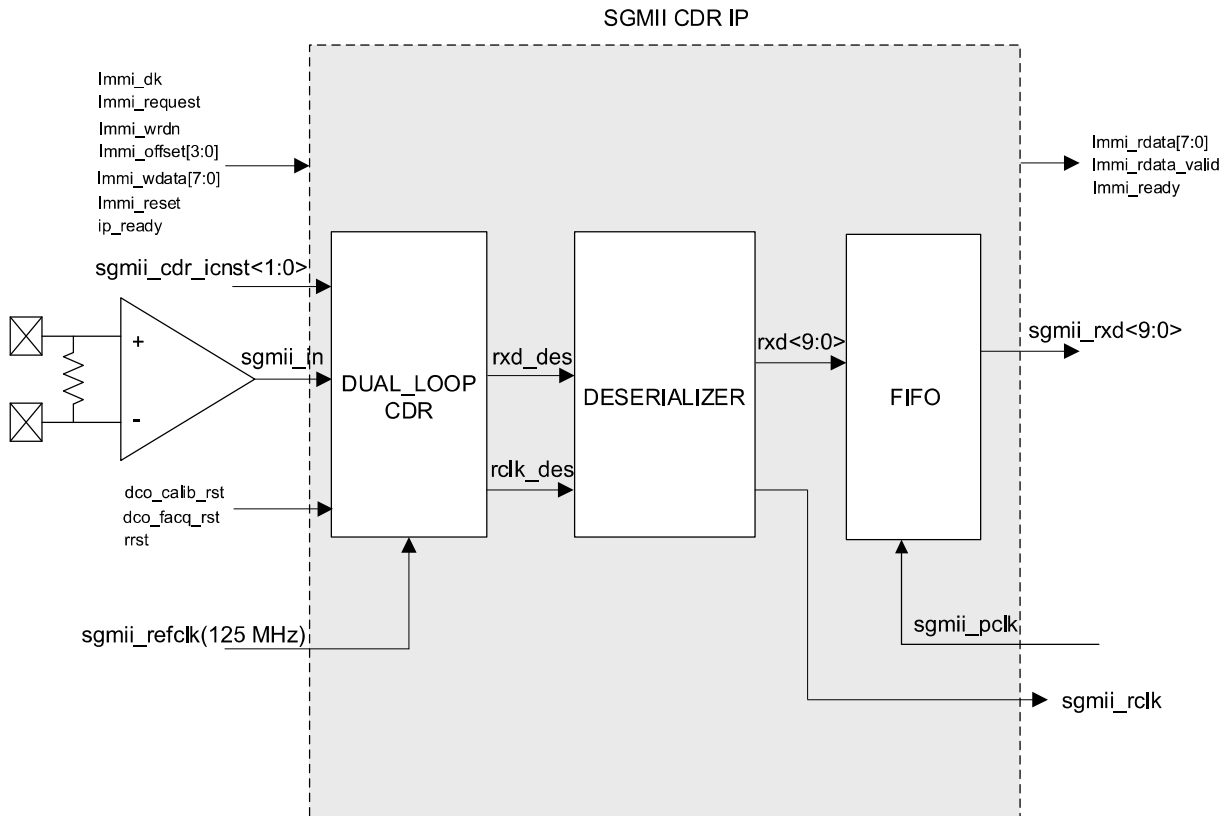 SGMII CDR IP
lmmi_clk
lmmi_request
lmmi_wrdn
lmmi_offset[3:0]
lmmi_wdata[7:0]
lmmi_reset
ip_ready
lmmi_rdata[7:0]
lmmi_rdata_valid
lmmi_ready
sgmii_cdr_icnst<1:0>
+
-
sgmii_in
DUAL_LOOP
CDR
rxd_des
rclk_des
DESERIALIZER
rxd<9:0>
FIFO
sgmii_rxd<9:0>
dco_calib_rst
dco_facq_rst
rrst
sgmii_refclk(125 MHz)
sgmii_pclk
sgmii_rclk